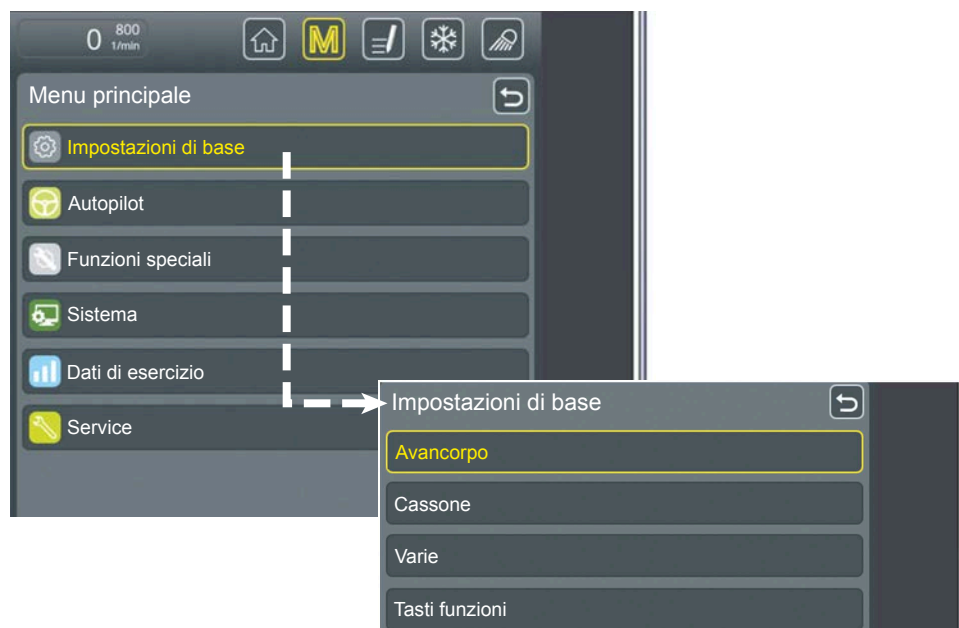 0 800 1/min
M
Menu principale
Impostazioni di base
Autopilot
Funzioni speciali
Sistema
Dati di esercizio
Service
Impostazioni di base
Avancorpo
Cassone
Varie
Tasti funzioni